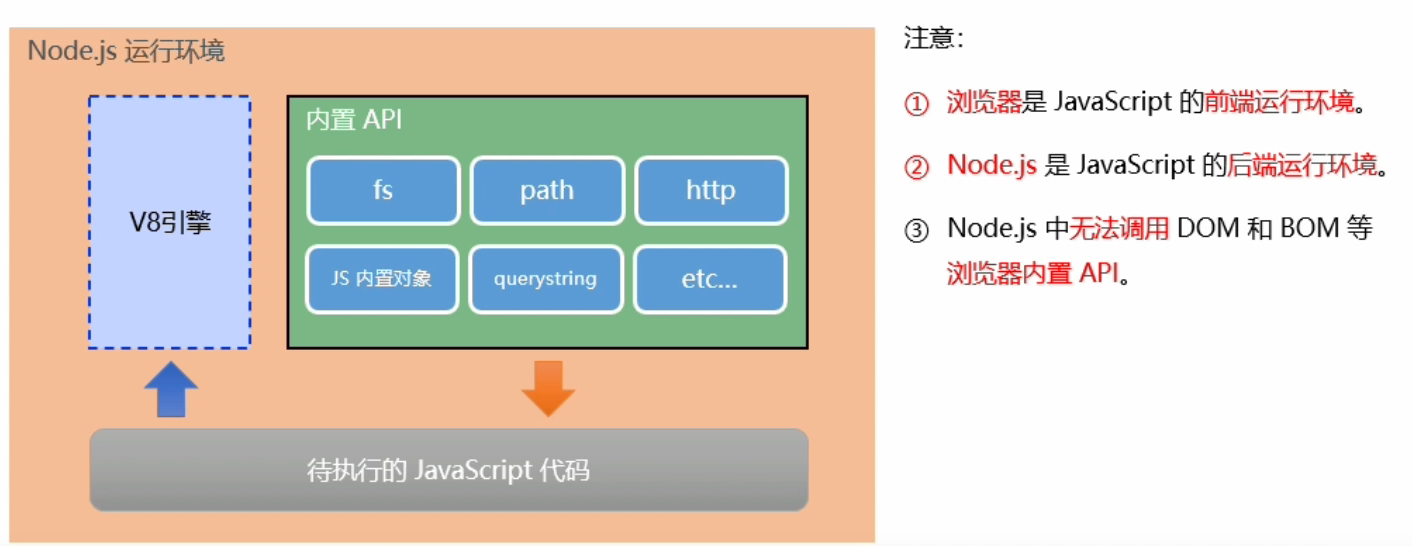 Node.js 运行环境
V8引擎
内置 API
fs
path
http
JS 内置对象
querystring
etc...
待执行的 JavaScript 代码
注意：
① 浏览器是 JavaScript 的前端运行环境。
② Node.js 是 JavaScript 的后端运行环境。
③ Node.js 中无法调用 DOM 和 BOM 等
浏览器内置 API。